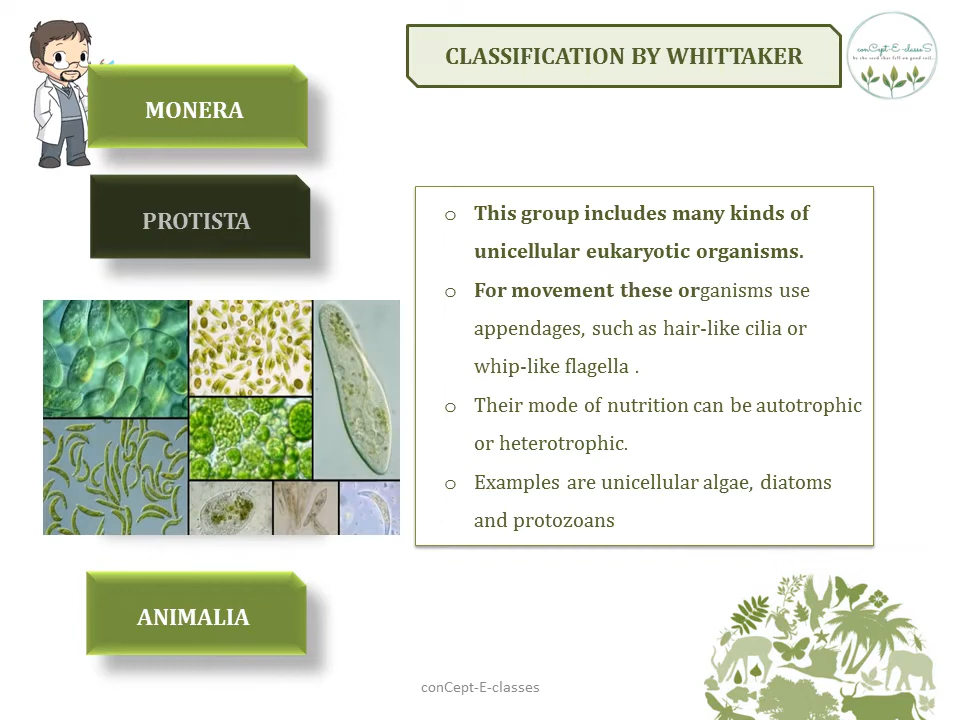 CLASSIFICATION BY WHITTAKER
conCept-E-classeS
MONERA
PROTISTA
o This group includes many kinds of
unicellular eukaryotic organisms.
o For movement these organisms use
appendages, such as hair-like cilia or
whip-like flagella .
o Their mode of nutrition can be autotrophic
or heterotrophic.
o Examples are unicellular algae, diatoms
and protozoans
ANIMALIA
conCept-E-classes